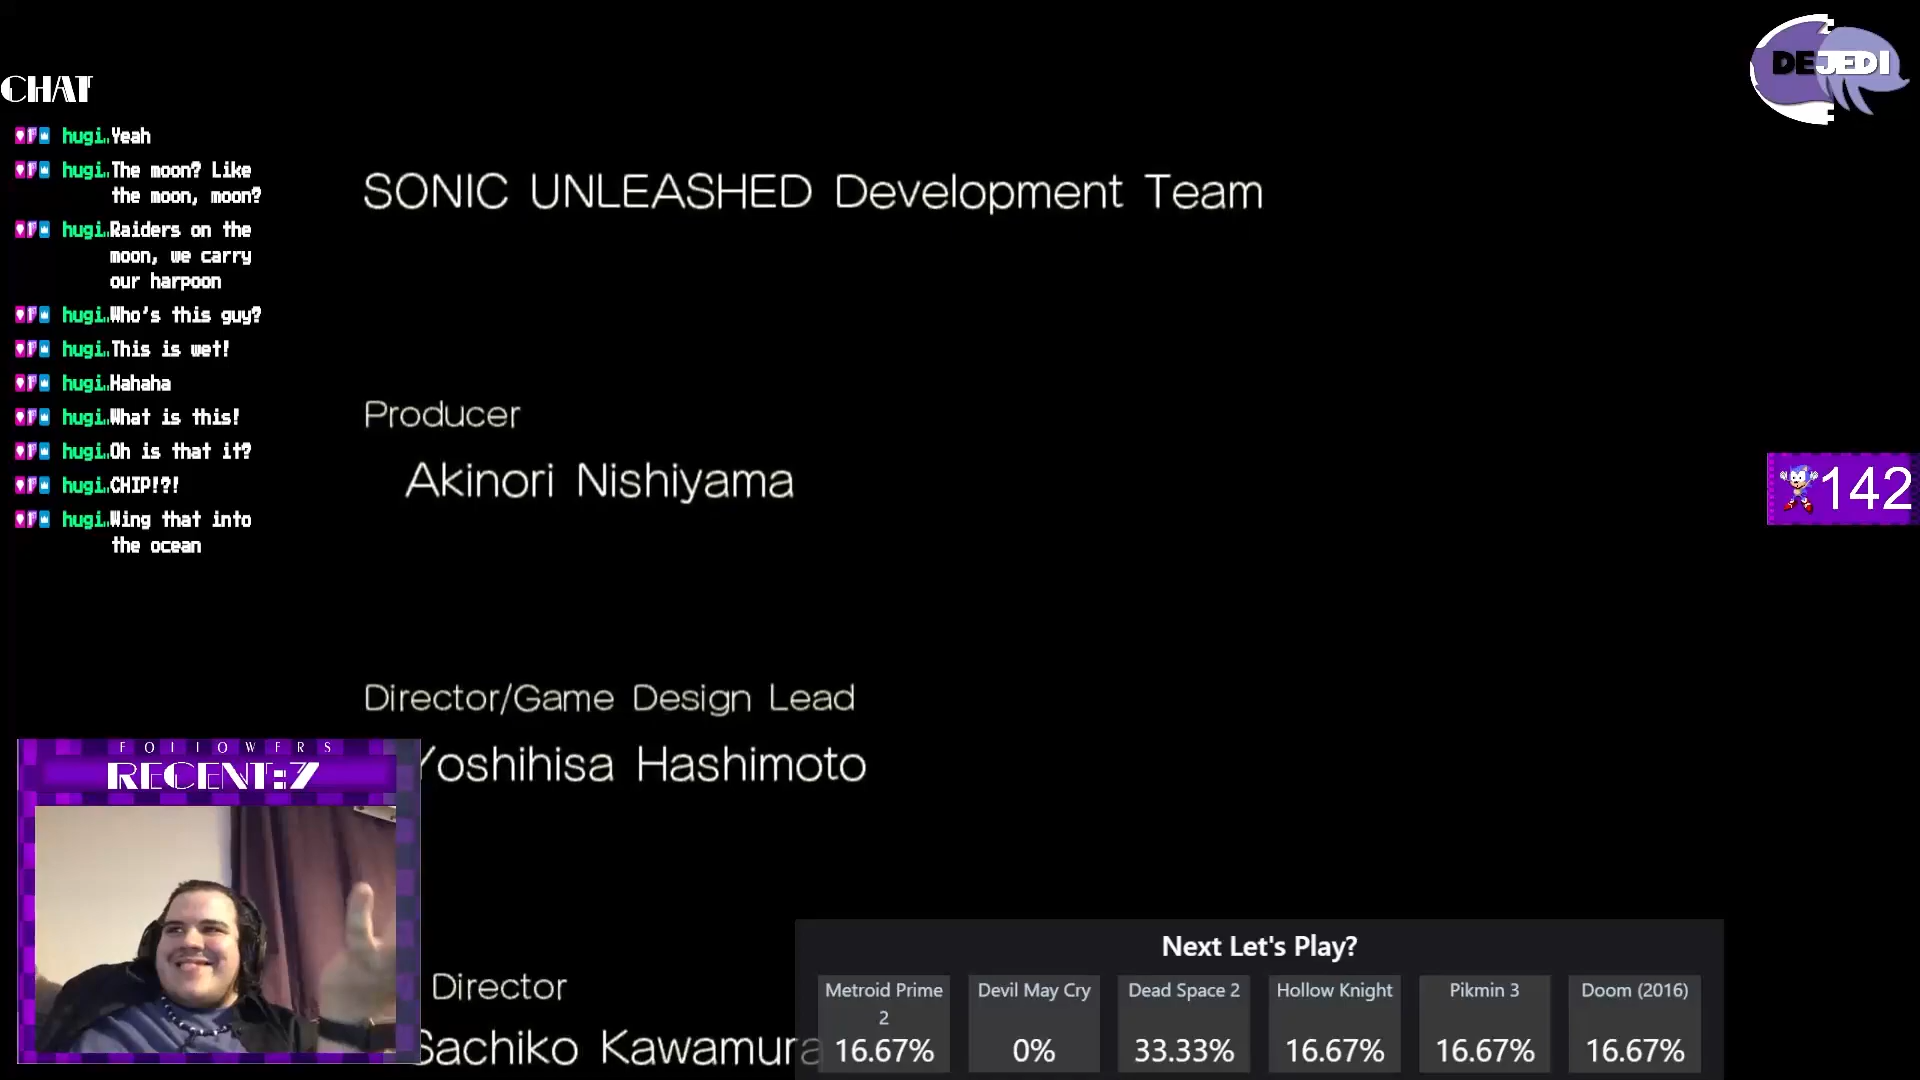 DEJEDI
CHAT
hugi..Yeah
hugi..The moon? Like
the moon, moon?
hugi..Raiders on the
moon, we carry
our harpoon
hugi..Who's this guy?
hugi..This is wet!
hugi..Hahaha
hugi..What is this!
hugi..Oh is that it?
hugi..CHIP!?!
hugi..Wing that into
the ocean
SONIC UNLEASHED Development Team
Producer
Akinori Nishiyama
142
Director/Game Design Lead
Yoshihisa Hashimoto
FOLLOWERS
RECENT:7
Director
Sachiko Kawamura
Next Let's Play?
Metroid Prime
2
16.67%
Devil May Cry
0%
Dead Space 2
33.33%
Hollow Knight
16.67%
Pikmin 3
16.67%
Doom (2016)
16.67%